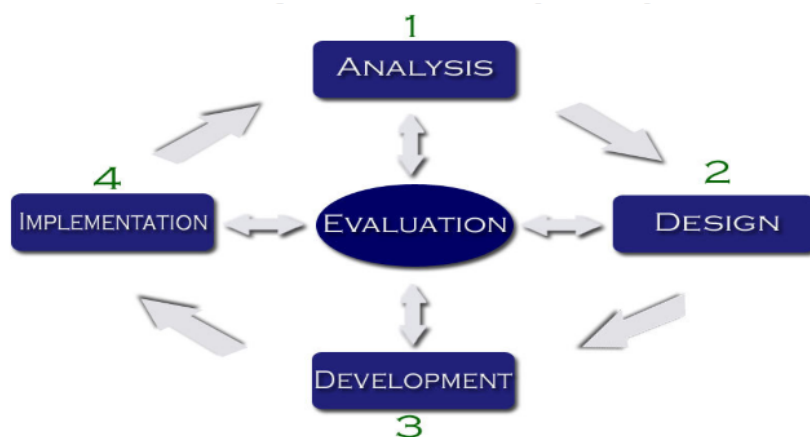 1
ANALYSIS
4
IMPLEMENTATION
EVALUATION
2
DESIGN
DEVELOPMENT
3